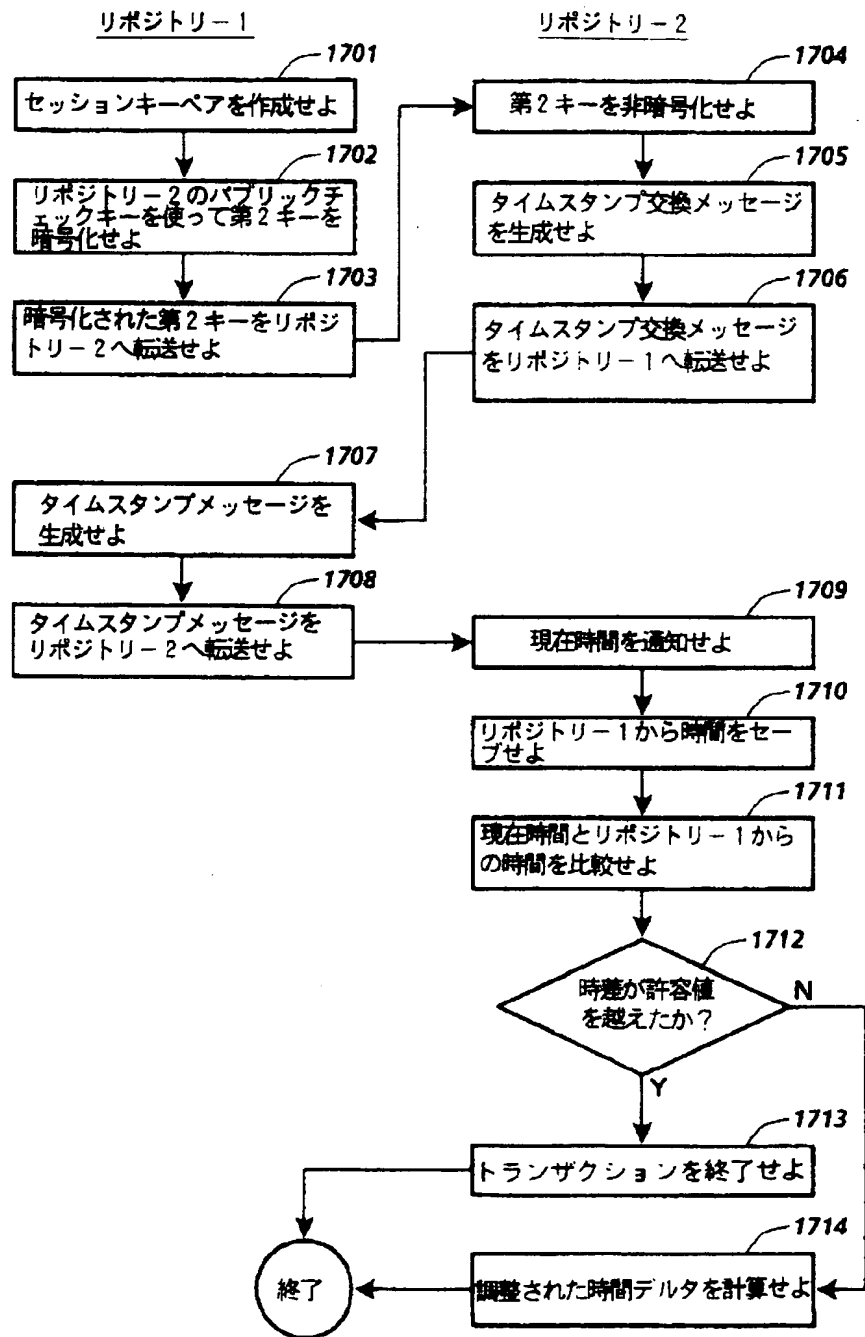 リポジトリー1
リポジトリー2
1701
セッションキーペアを作成せよ
1702
リポジトリー2のパブリックチ
ェックキーを使って第2キーを
暗号化せよ
1703
暗号化された第2キーをリポジ
トリー2へ転送せよ
1704
第2キーを非暗号化せよ
1705
タイムスタンプ交換メッセージ
を生成せよ
1706
タイムスタンプ交換メッセージ
をリポジトリー1へ転送せよ
1707
タイムスタンプメッセージを
生成せよ
1708
タイムスタンプメッセージを
リポジトリー2へ転送せよ
1709
現在時間を通知せよ
1710
リポジトリー1から時間をセー
ブせよ
1711
現在時間とリポジトリー1から
の時間を比較せよ
1712
時差が許容値
を越えたか?
N
Y
1713
トランザクションを終了せよ
1714
調整された時間デルタを計算せよ
終了